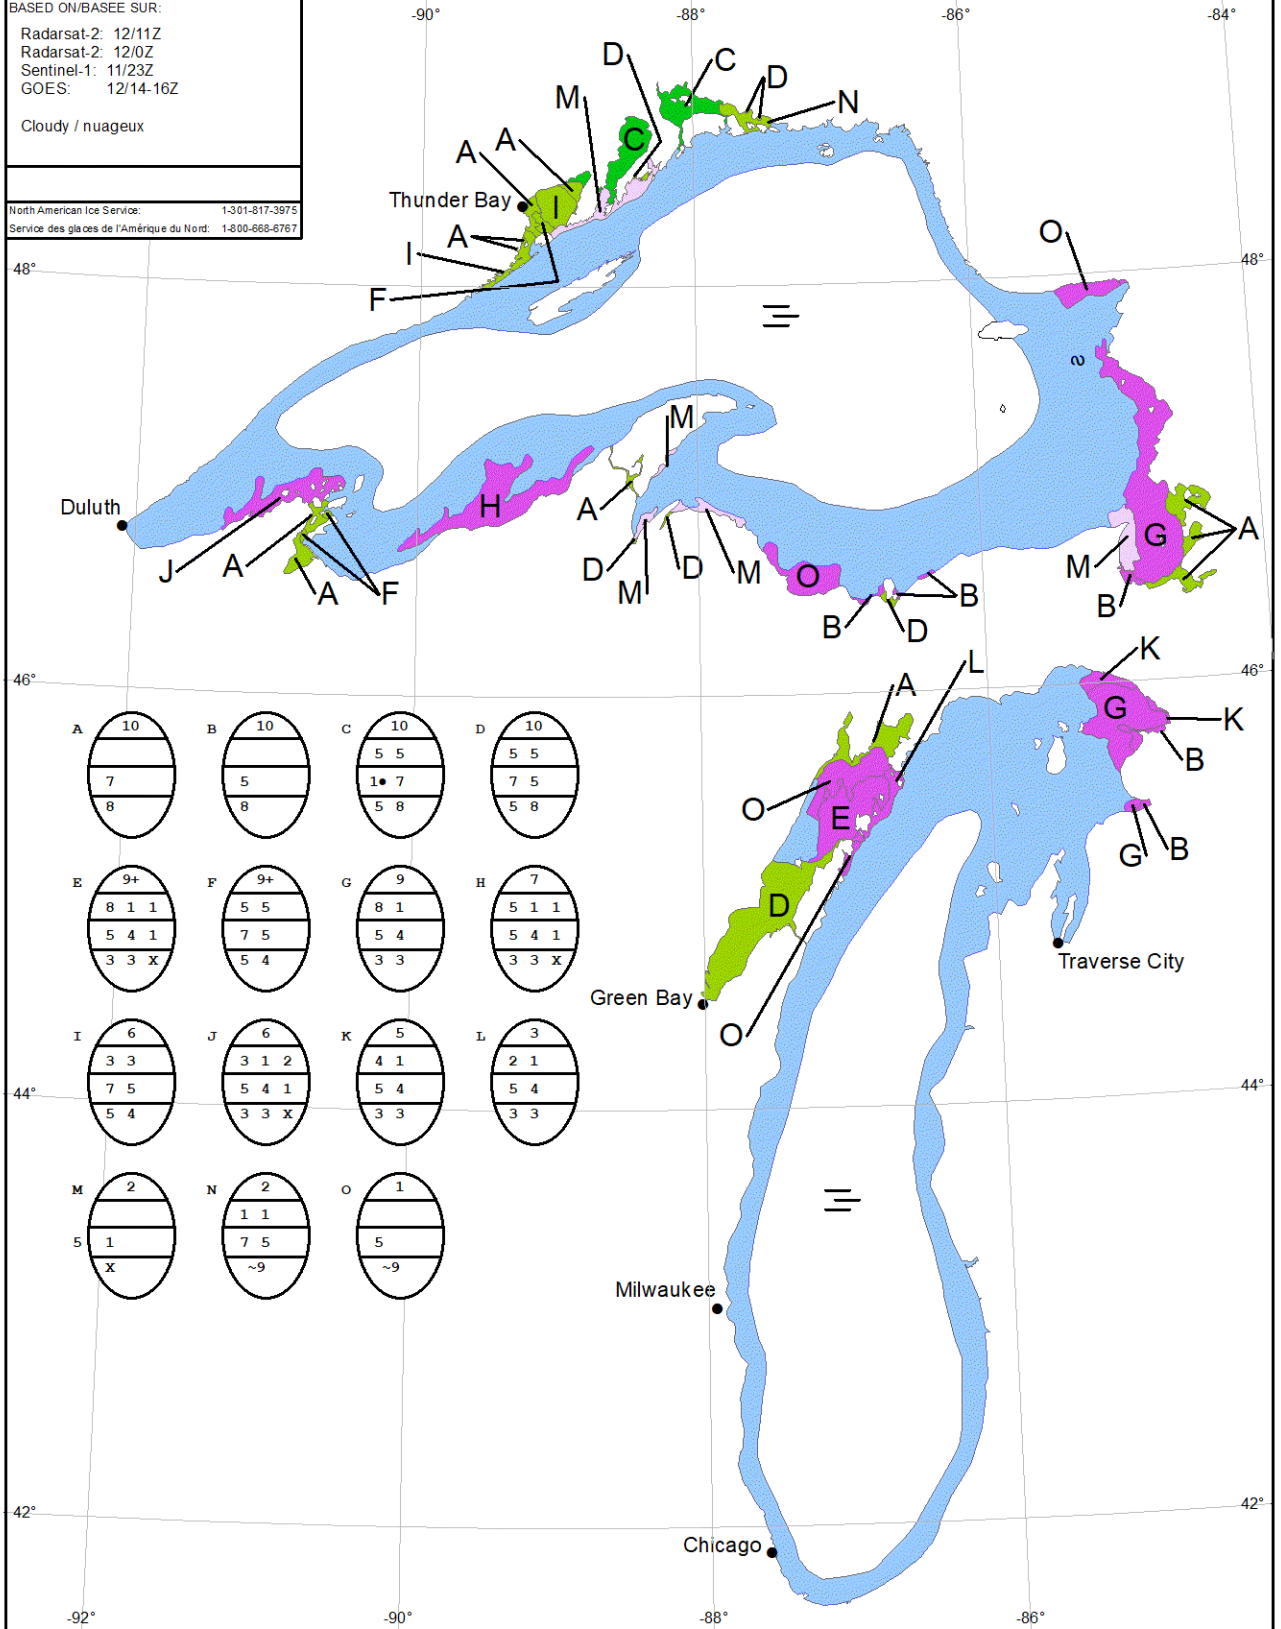 BASED ON/BASEE SUR:
Radarsat-2: 12/11Z
Radarsat-2: 12/0Z
Sentinel-1: 11/23Z
GOES: 12/14-16Z
Cloudy / nuageux
North American Ice Service: 1-301-817-3975
Service des glaces de l'Amérique du Nord: 1-800-668-6767
-90° -88° -86° -84°
D C D
M N
A A C
Thunder Bay I
A O
I
48° 48°
F
M
Duluth H A
J A A F
D M D M O
B D B
G A
M
B
46° 46°
A L
K
G K
B
O E
G B
D
Traverse City
Green Bay
O
A 10
7
8
B 10
5
8
C 10
5 5
1• 7
5 8
D 10
5 5
7 5
5 8
E 9+
8 1 1
5 4 1
3 3 X
F 9+
5 5
7 5
5 4
G 9
8 1
5 4
3 3
H 7
5 1 1
5 4 1
3 3 X
I 6
3 3
7 5
5 4
J 6
3 1 2
5 4 1
3 3 X
K 5
4 1
5 4
3 3
L 3
2 1
5 4
3 3
M 2
5 1
X
N 2
1 1
7 5
~9
O 1
5
~9
44° 44°
Milwaukee
42° 42°
Chicago
-92° -90° -88° -86°